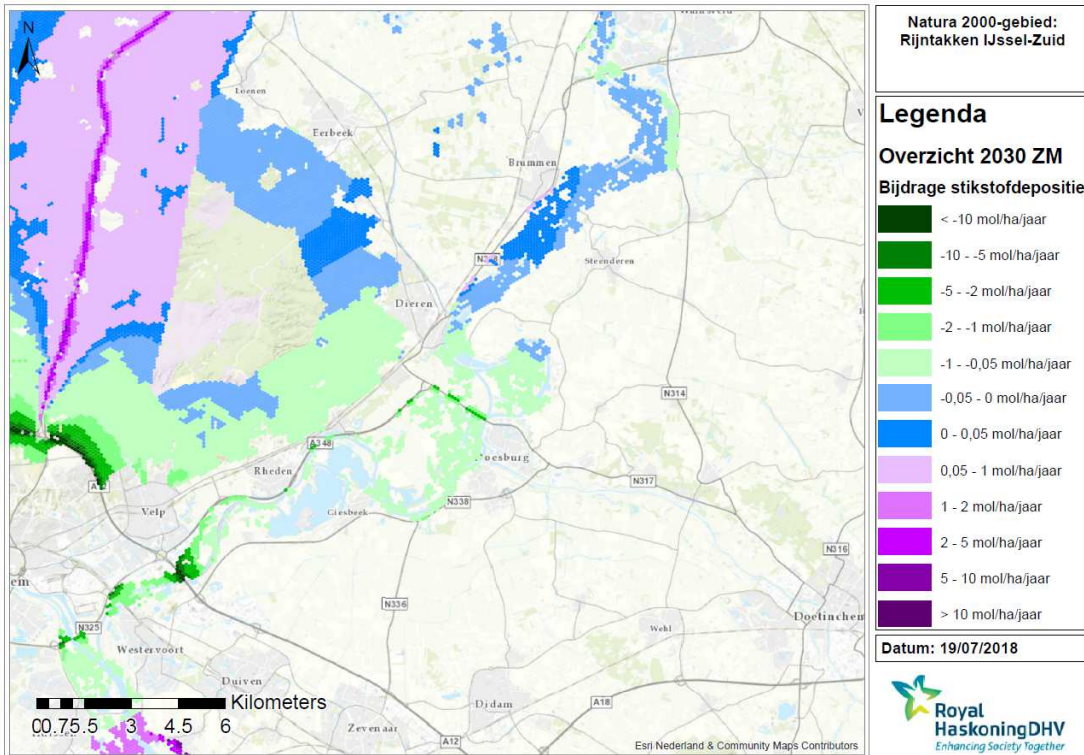 N
Loenen
Eerbeek
Brummen
Steenderen
Dieren
N314
A348
Rheden
Velp
Giesbeek
N338
N317
N316
N336
N325
Westervoort
Duiven
Wehl
Doetinchem
Zevenaar
Didam
A18
A12
Kilometers
00.751.5 3 4.5 6
Esri Nederland & Community Maps Contributors
Natura 2000-gebied:
Rijntakken IJssel-Zuid
Legenda
Overzicht 2030 ZM
Bijdrage stikstofdepositie
< -10 mol/ha/jaar
-10 - -5 mol/ha/jaar
-5 - -2 mol/ha/jaar
-2 - -1 mol/ha/jaar
-1 - -0,05 mol/ha/jaar
-0,05 - 0 mol/ha/jaar
0 - 0,05 mol/ha/jaar
0,05 - 1 mol/ha/jaar
1 - 2 mol/ha/jaar
2 - 5 mol/ha/jaar
5 - 10 mol/ha/jaar
> 10 mol/ha/jaar
Datum: 19/07/2018
Royal
HaskoningDHV
Enhancing Society Together